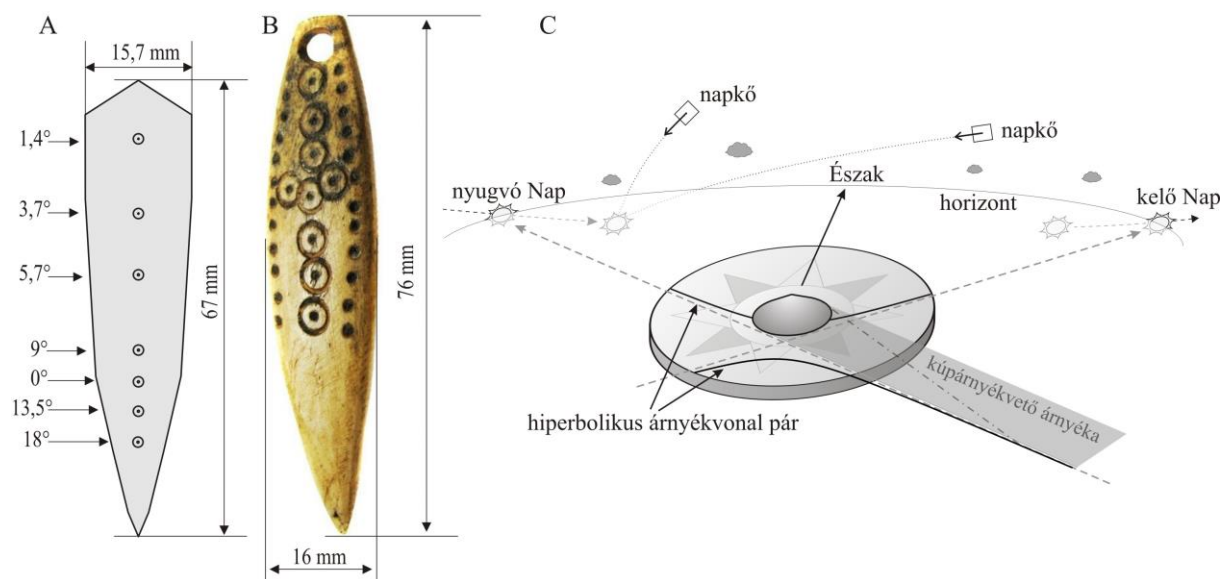 A
15,7 mm
1,4°
3,7°
5,7°
9°
0°
13,5°
18°
67 mm
B
76 mm
16 mm
C
napkő
napkő
Észak
nyugvó Nap
horizont
kelő Nap
hiperbolikus árnyékvonal pár
kúpárnyékvető árnyéka